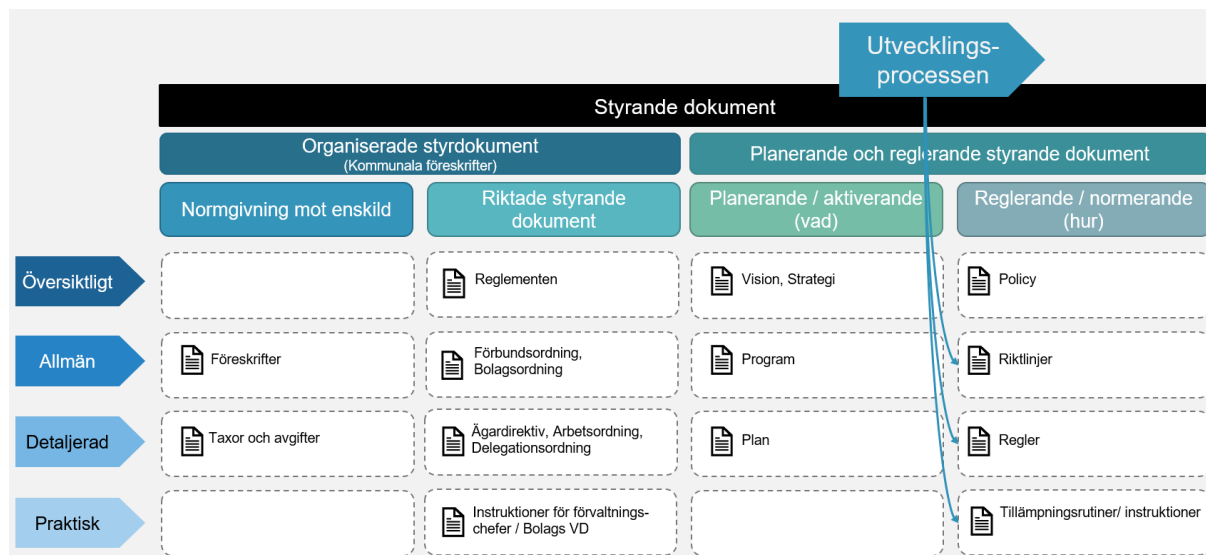 Utvecklings-
processen
Styrande dokument
Organiserade styrdokument
(Kommunala föreskrifter)
Planerande och reglerande styrande dokument
Normgivning mot enskild
Riktade styrande
dokument
Planerande / aktiverande
(vad)
Reglerande / normerande
(hur)
Översiktligt
Reglementen
Vision, Strategi
Policy
Allmän
Föreskrifter
Förbundsordning,
Bolagsordning
Program
Riktlinjer
Detaljerad
Taxor och avgifter
Ägardirektiv, Arbetsordning,
Delegationsordning
Plan
Regler
Praktisk
Instruktioner för förvaltnings-
chefer / Bolags VD
Tillämpningsrutiner/ instruktioner